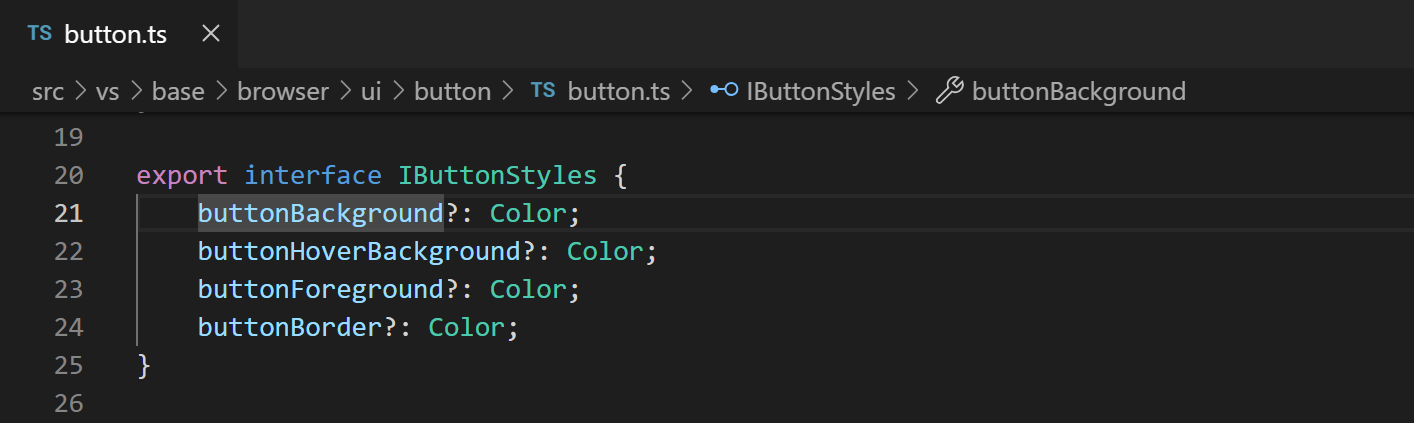 TS button.ts
src > vs > base > browser > ui > button > TS button.ts > IButtonStyles > buttonBackground
19
20 export interface IButtonStyles {
21 buttonBackground?: Color;
22 buttonHoverBackground?: Color;
23 buttonForeground?: Color;
24 buttonBorder?: Color;
25 }
26